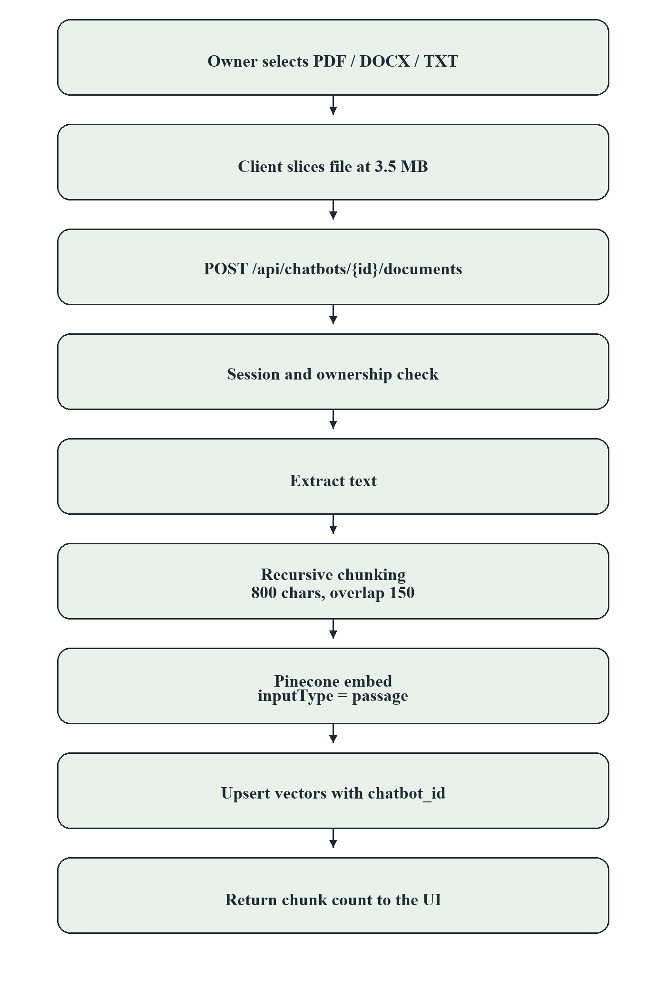 Owner selects PDF / DOCX / TXT
Client slices file at 3.5 MB
POST /api/chatbots/{id}/documents
Session and ownership check
Extract text
Recursive chunking
800 chars, overlap 150
Pinecone embed
inputType = passage
Upsert vectors with chatbot_id
Return chunk count to the UI